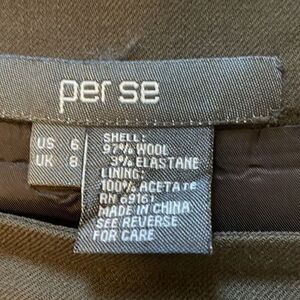 per se
US 6
UK 8
SHELL:
97% WOOL
3% ELASTANE
LINING:
100% ACETATE
RN 69161
MADE IN CHINA
SEE REVERSE
FOR CARE